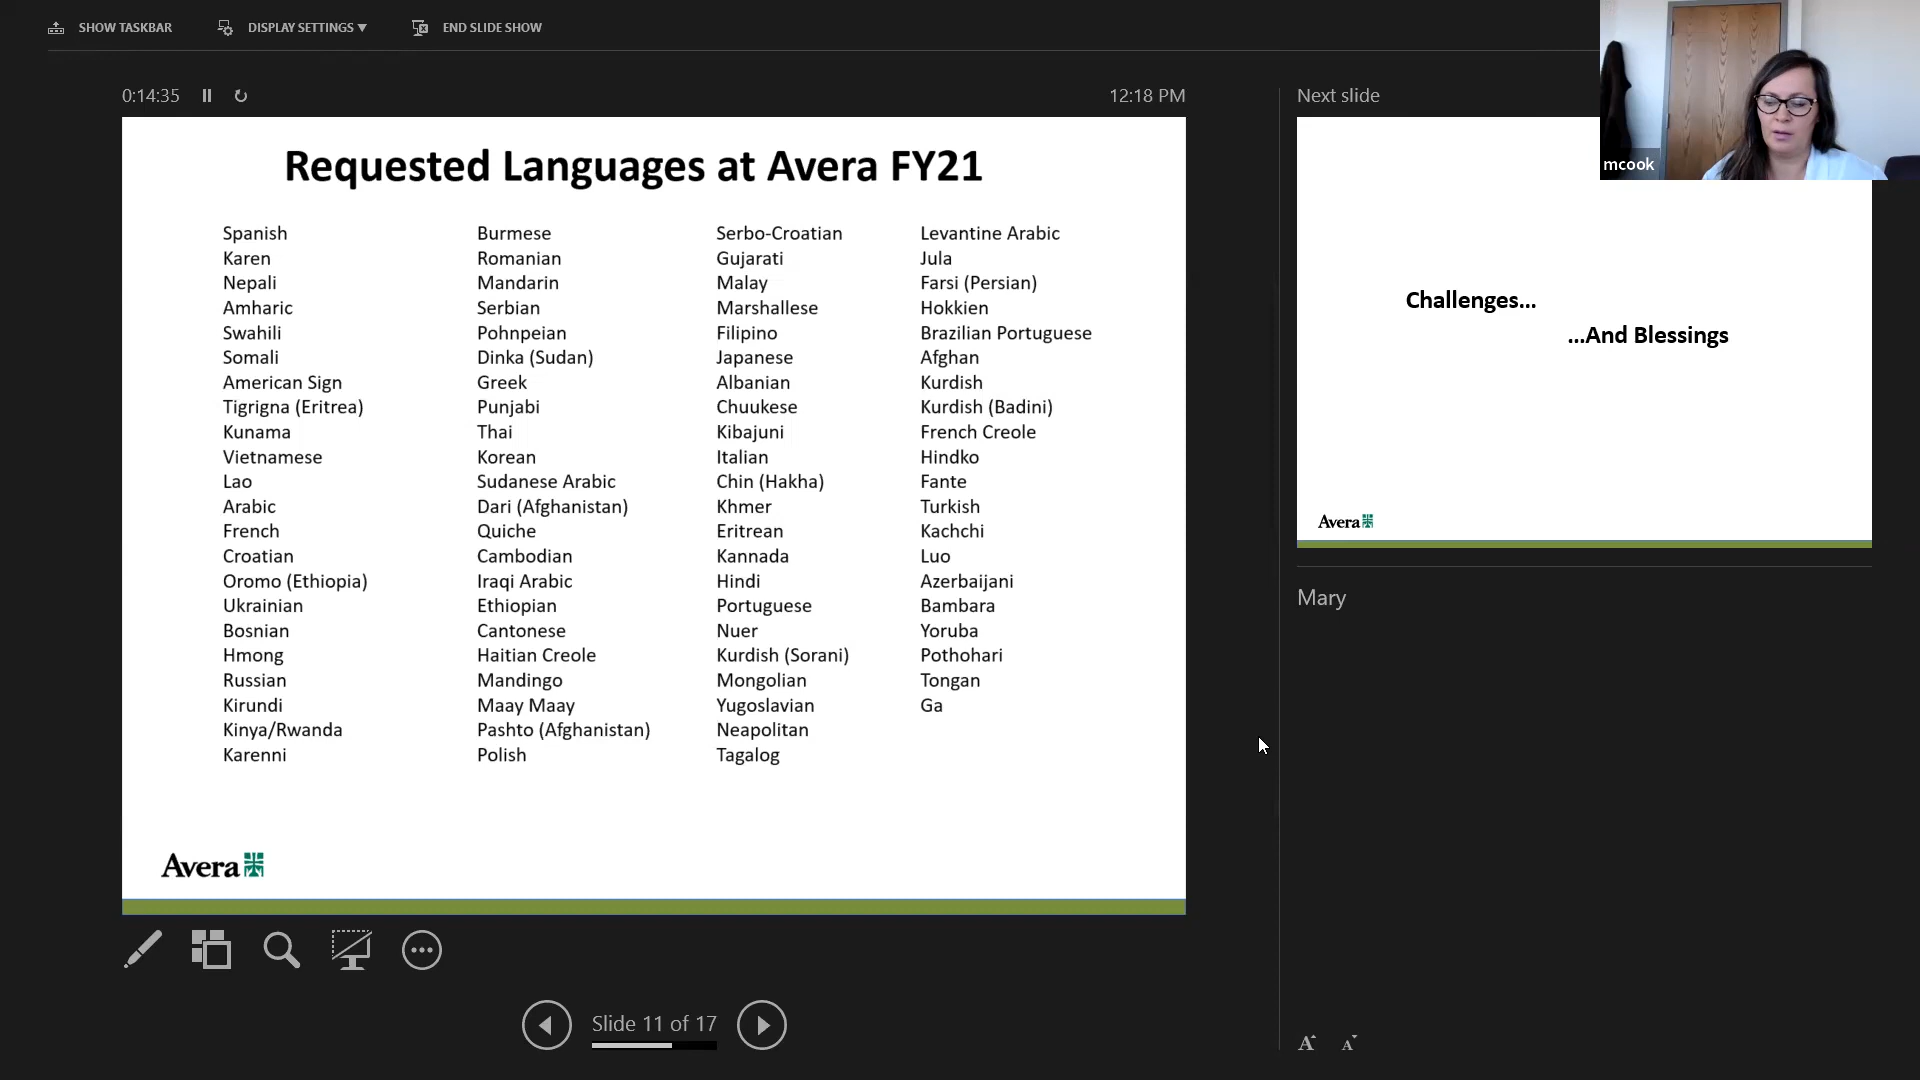 SHOW TASKBAR
DISPLAY SETTINGS ▼
END SLIDE SHOW
0:14:35
12:18 PM
Next slide
mcook
Requested Languages at Avera FY21
Spanish
Karen
Nepali
Amharic
Swahili
Somali
American Sign
Tigrigna (Eritrea)
Kunama
Vietnamese
Lao
Arabic
French
Croatian
Oromo (Ethiopia)
Ukrainian
Bosnian
Hmong
Russian
Kirundi
Kinya/Rwanda
Karenni
Burmese
Romanian
Mandarin
Serbian
Pohnpeian
Dinka (Sudan)
Greek
Punjabi
Thai
Korean
Sudanese Arabic
Dari (Afghanistan)
Quiche
Cambodian
Iraqi Arabic
Ethiopian
Cantonese
Haitian Creole
Mandingo
Maay Maay
Pashto (Afghanistan)
Polish
Serbo-Croatian
Gujarati
Malay
Marshallese
Filipino
Japanese
Albanian
Chuukese
Kibajuni
Italian
Chin (Hakha)
Khmer
Eritrean
Kannada
Hindi
Portuguese
Nuer
Kurdish (Sorani)
Mongolian
Yugoslavian
Neapolitan
Tagalog
Levantine Arabic
Jula
Farsi (Persian)
Hokkien
Brazilian Portuguese
Afghan
Kurdish
Kurdish (Badini)
French Creole
Hindko
Fante
Turkish
Kachchi
Luo
Azerbaijani
Bambara
Yoruba
Pothohari
Tongan
Ga
Avera
Challenges...
...And Blessings
Avera
Mary
Slide 11 of 17
A
A